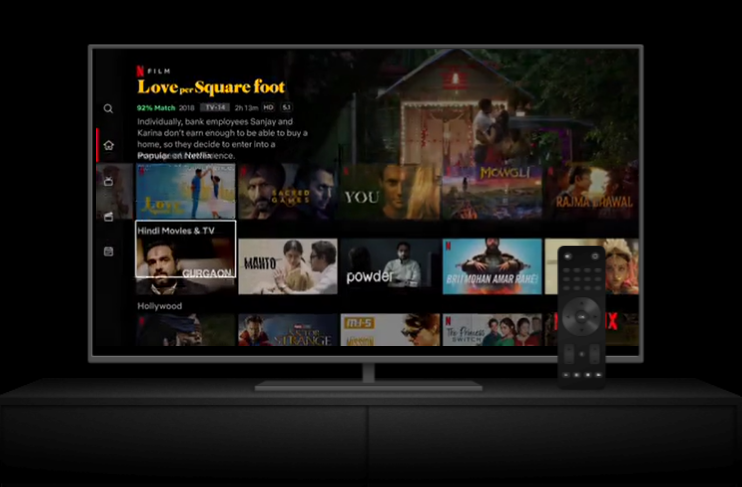 N FILM
Love per Square foot
92% Match 2018 TV-14 2h 13m HD 5.1
Individually, bank employees Sanjay and
Karina don't earn enough to be able to buy a
home, so they decide to enter into a
Popular on Netflix
Love
SACRED
GAMES
YOU
MOWGLI
RAJMA CHAWAL
Hindi Movies & TV
GURGAON
MANTO
powder
BRIJ MOHAN AMAR RAHE!
Hollywood
DOCTOR
STRANGE
M:I-5
The Princess
SWITCH